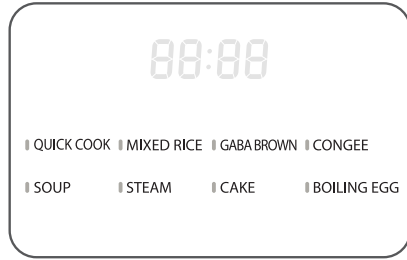 88:88
QUICK COOK MIXED RICE GABA BROWN CONGEE
SOUP STEAM CAKE BOILING EGG